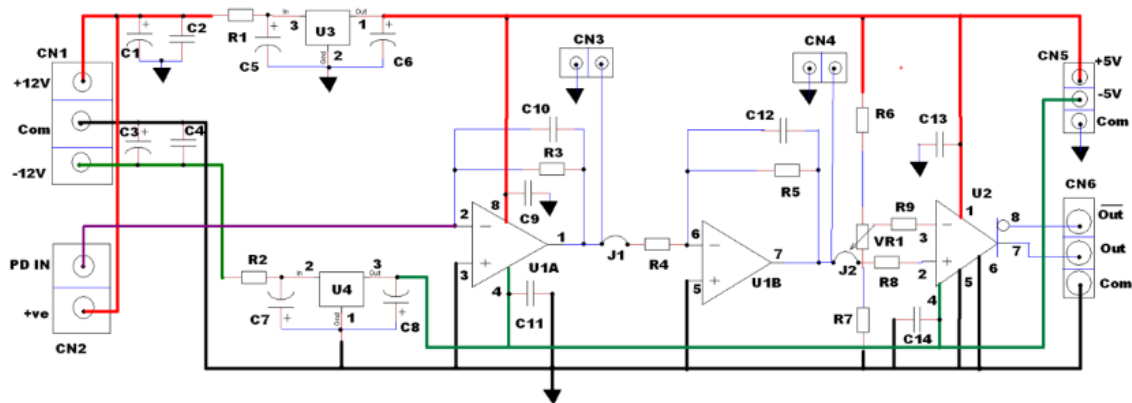 CN1
+12V
Com
-12V
C1
C2
R1
In
3
U3
Out
1
Gnd
2
C5
C6
CN3
CN4
CN5
+5V
-5V
Com
C3
C4
C10
R3
C9
C12
R5
R6
C13
U2
CN6
Out
Out
Com
2
8
1
3
4
U1A
C11
J1
R4
6
7
5
U1B
J2
VR1
R9
R8
R7
3
2
1
8
7
6
5
4
C14
PD IN
+ve
CN2
R2
In
2
U4
Out
3
Gnd
1
C7
C8